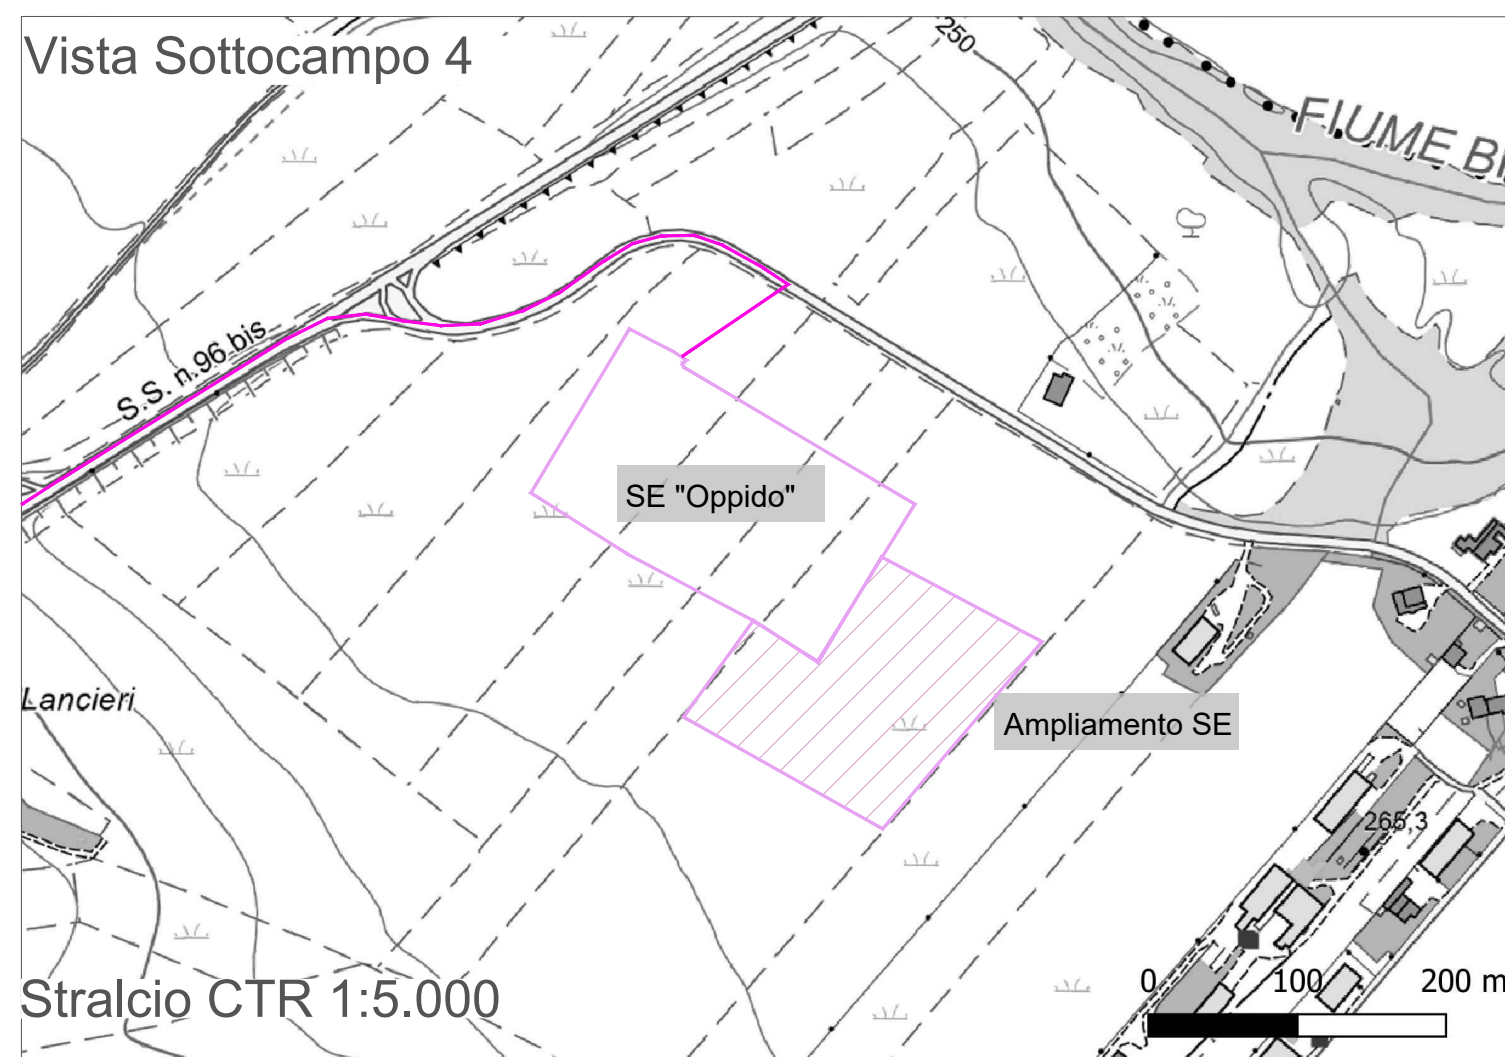 Vista Sottocampo 4
250
FIUME
S.S. n.96 bis
SE "Oppido"
Lancieri
Ampliamento SE
265,3
0 100 200 m
Stralcio CTR 1:5.000